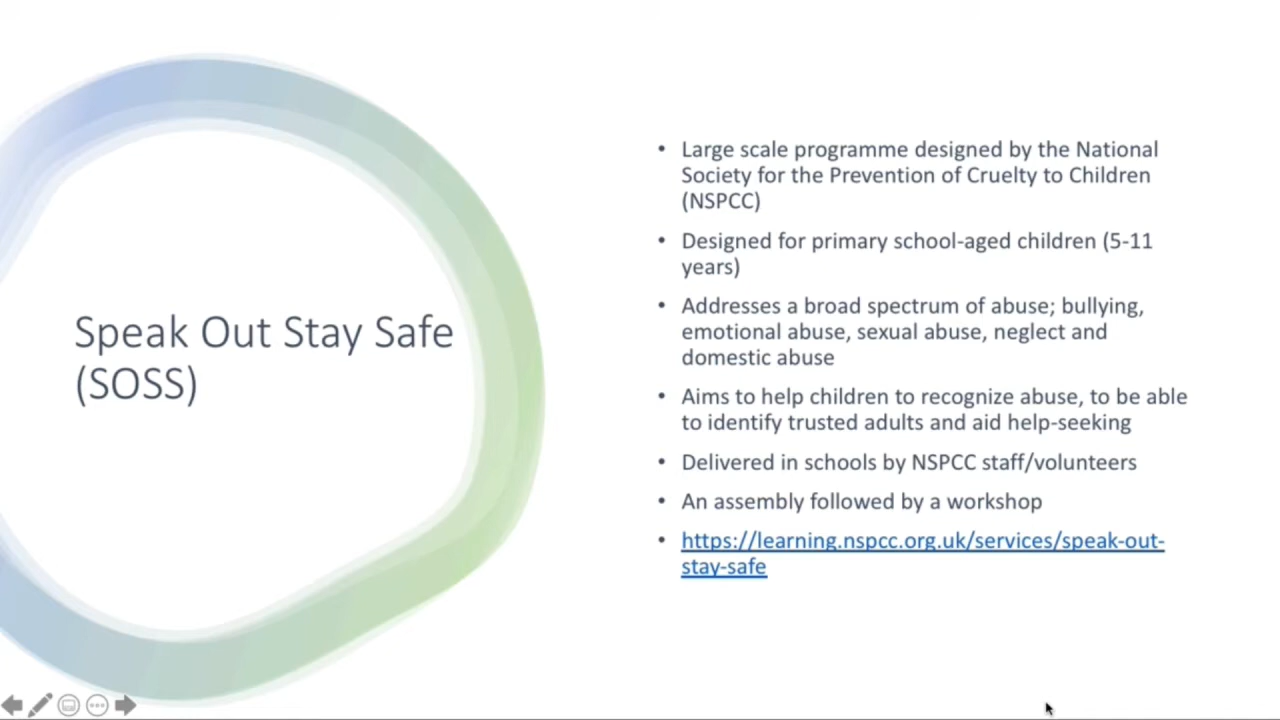 Speak Out Stay Safe
(SOSS)
• Large scale programme designed by the National
Society for the Prevention of Cruelty to Children
(NSPCC)
• Designed for primary school-aged children (5-11
years)
• Addresses a broad spectrum of abuse; bullying,
emotional abuse, sexual abuse, neglect and
domestic abuse
• Aims to help children to recognize abuse, to be able
to identify trusted adults and aid help-seeking
• Delivered in schools by NSPCC staff/volunteers
• An assembly followed by a workshop
• https://learning.nspcc.org.uk/services/speak-out-
stay-safe